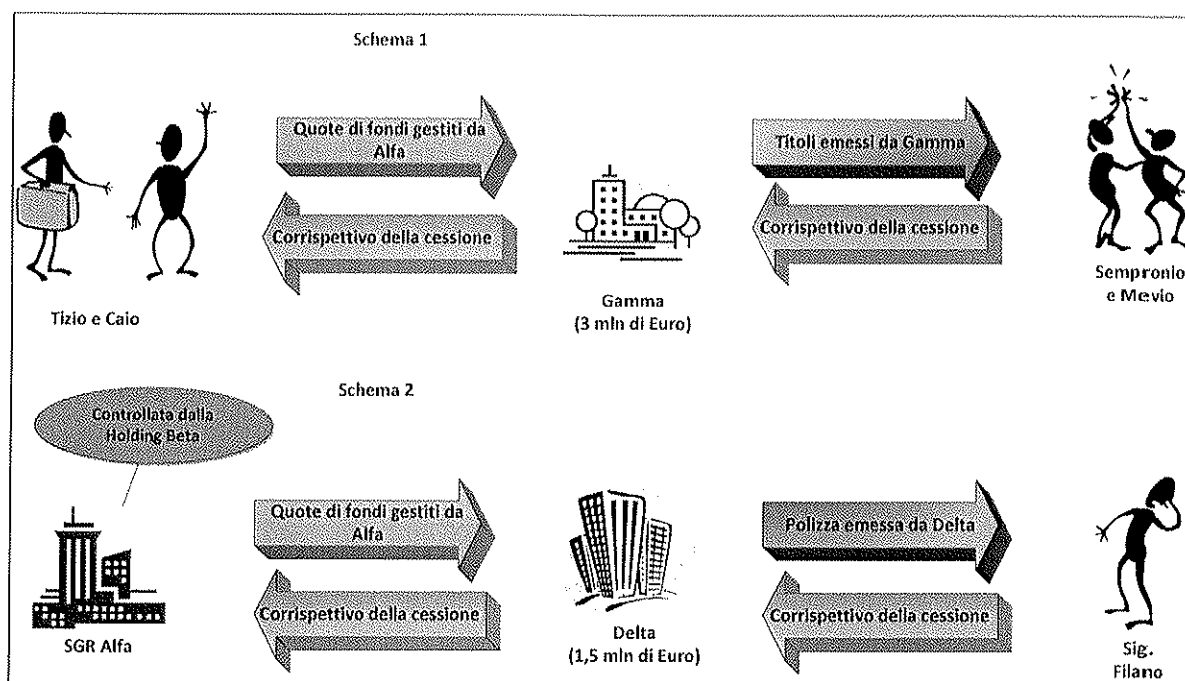 Schema 1
Quote di fondi gestiti da
Alfa
Titoli emessi da Gamma
Corrispettivo della cessione
Corrispettivo della cessione
Tizio e Caio
Gamma
(3 mln di Euro)
Sempronio
e Mevio
Schema 2
Controllata dalla
Holding Beta
Quote di fondi gestiti da
Alfa
Polizza emessa da Delta
Corrispettivo della cessione
Corrispettivo della cessione
SGR Alfa
Delta
(1,5 mln di Euro)
Sig.
Filano